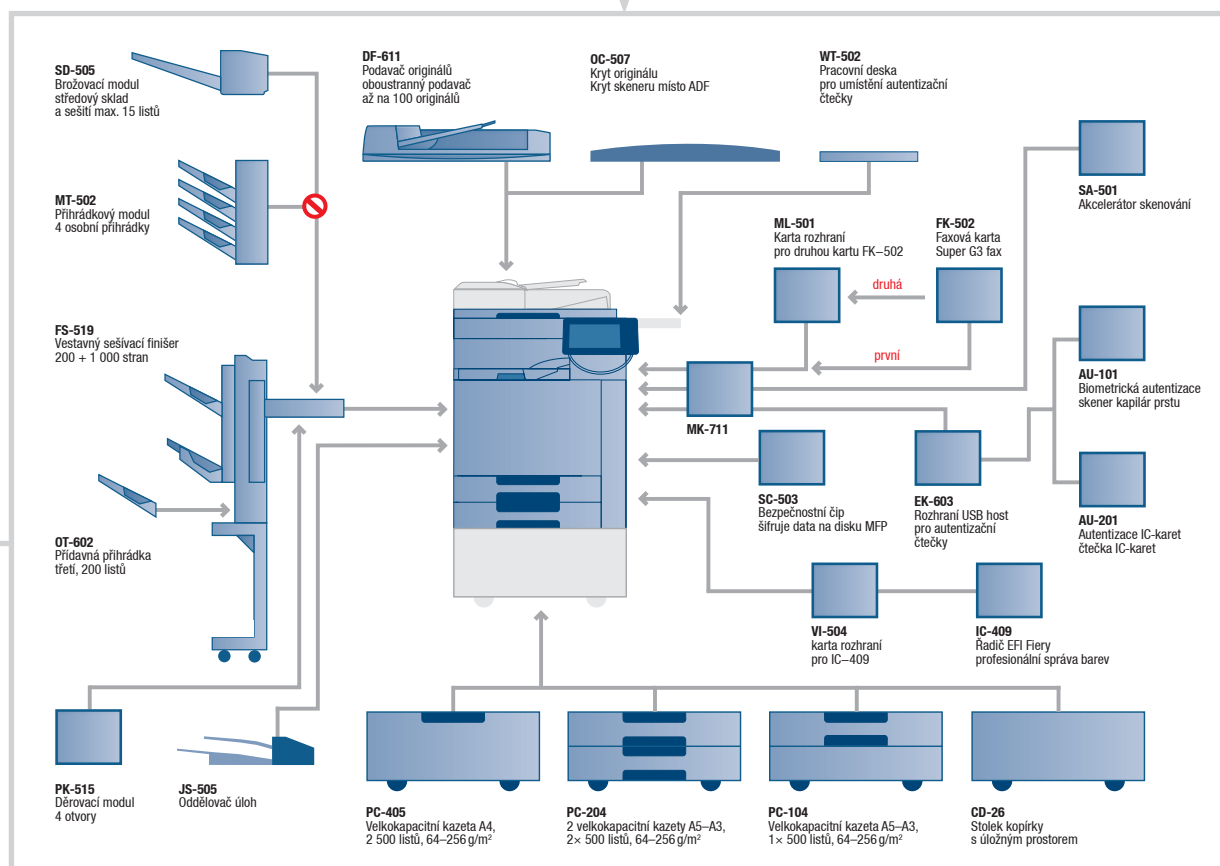 SD-505
Brožovací modul
středový sklad
a sešití max. 15 listů
DF-611
Podavač originálů
oboustranný podavač
až na 100 originálů
OC-507
Kryt originálu
Kryt skeneru místo ADF
WT-502
Pracovní deska
pro umístění autentizační
čtečky
MT-502
Přihrádkový modul
4 osobní přihrádky
SA-501
Akcelerátor skenování
ML-501
Karta rozhraní
pro druhou kartu FK–502
FK-502
Faxová karta
Super G3 fax
druhá
první
FS-519
Vestavný sešívací finišer
200 + 1 000 stran
AU-101
Biometrická autentizace
skener kapilár prstu
MK-711
SC-503
Bezpečnostní čip
šifruje data na disku MFP
EK-603
Rozhraní USB host
pro autentizační
čtečky
AU-201
Autentizace IC-karet
čtečka IC-karet
OT-602
Přídavná přihrádka
třetí, 200 listů
VI-504
karta rozhraní
pro IC–409
IC-409
Řadič EFI Fiery
profesionální správa barev
PK-515
Děrovací modul
4 otvory
JS-505
Oddělovač úloh
PC-405
Velkokapacitní kazeta A4,
2 500 listů, 64–256 g/m²
PC-204
2 velkokapacitní kazety A5–A3,
2× 500 listů, 64–256 g/m²
PC-104
Velkokapacitní kazeta A5–A3,
1× 500 listů, 64–256 g/m²
CD-26
Stolek kopírky
s úložným prostorem